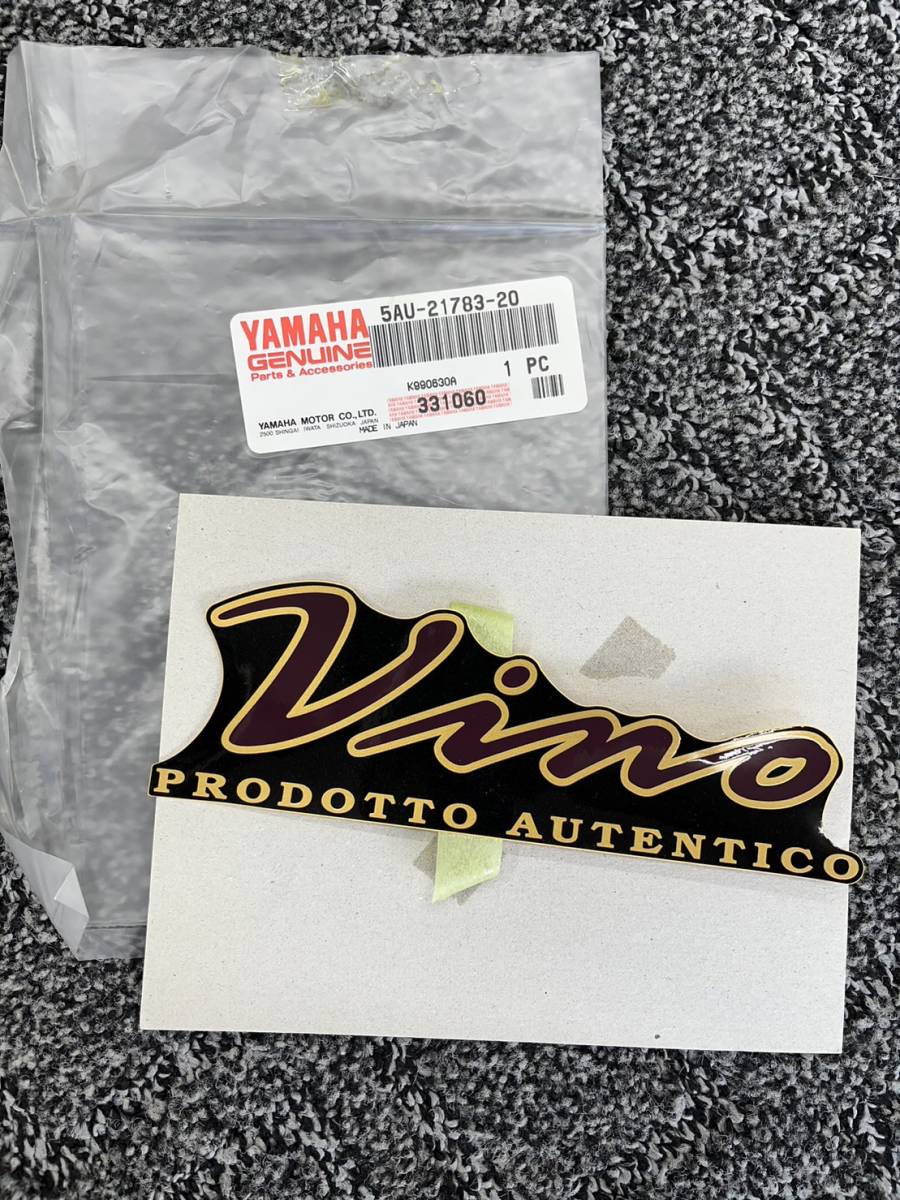 YAMAHA
GENUINE
Parts & Accessories
5AU-21783-20
1 PC
K990630A
331060
YAMAHA MOTOR CO.,LTD.
2500 SHINGAI IWATA SHIZUOKA JAPAN
MADE IN JAPAN
Vino
PRODOTTO AUTENTICO